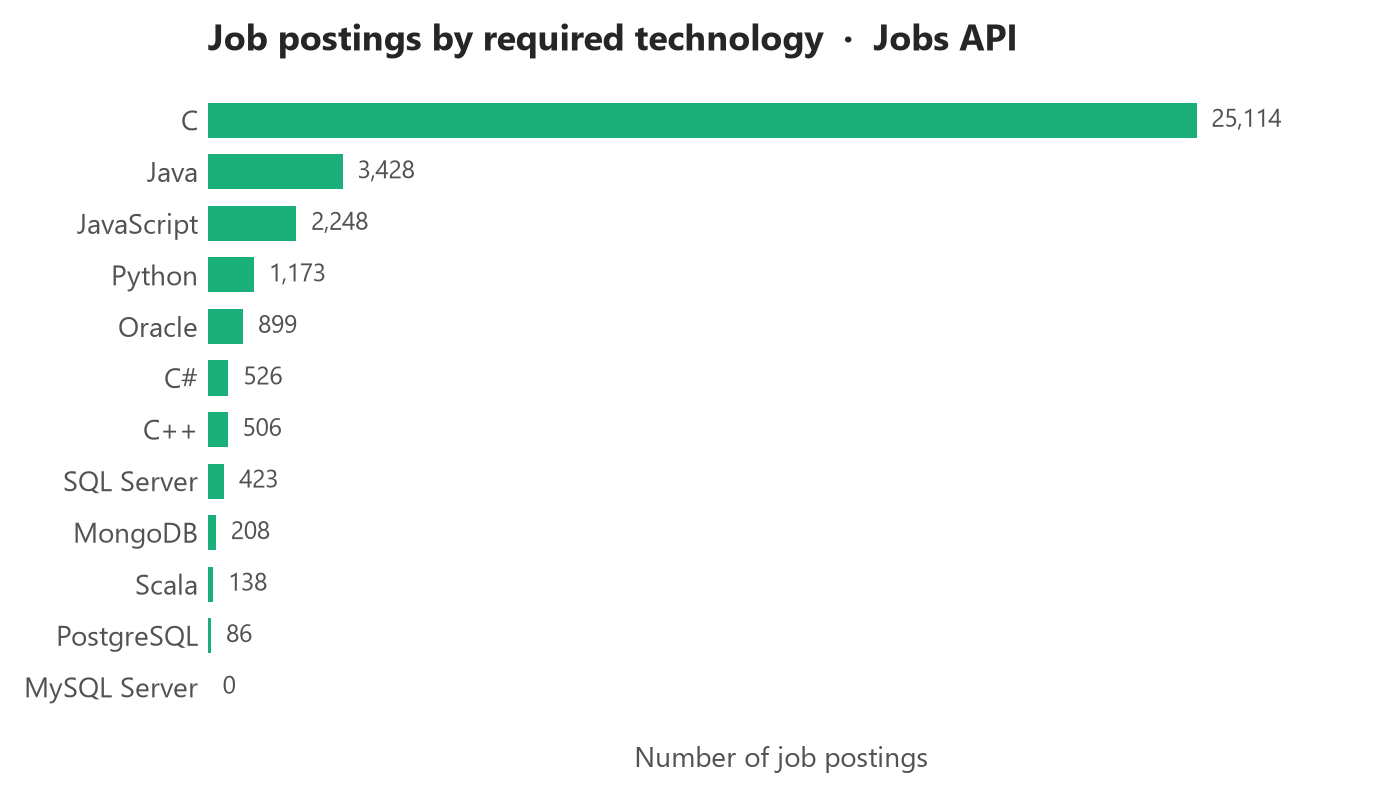 Job postings by required technology · Jobs API
C 25,114
Java 3,428
JavaScript 2,248
Python 1,173
Oracle 899
C# 526
C++ 506
SQL Server 423
MongoDB 208
Scala 138
PostgreSQL 86
MySQL Server 0
Number of job postings